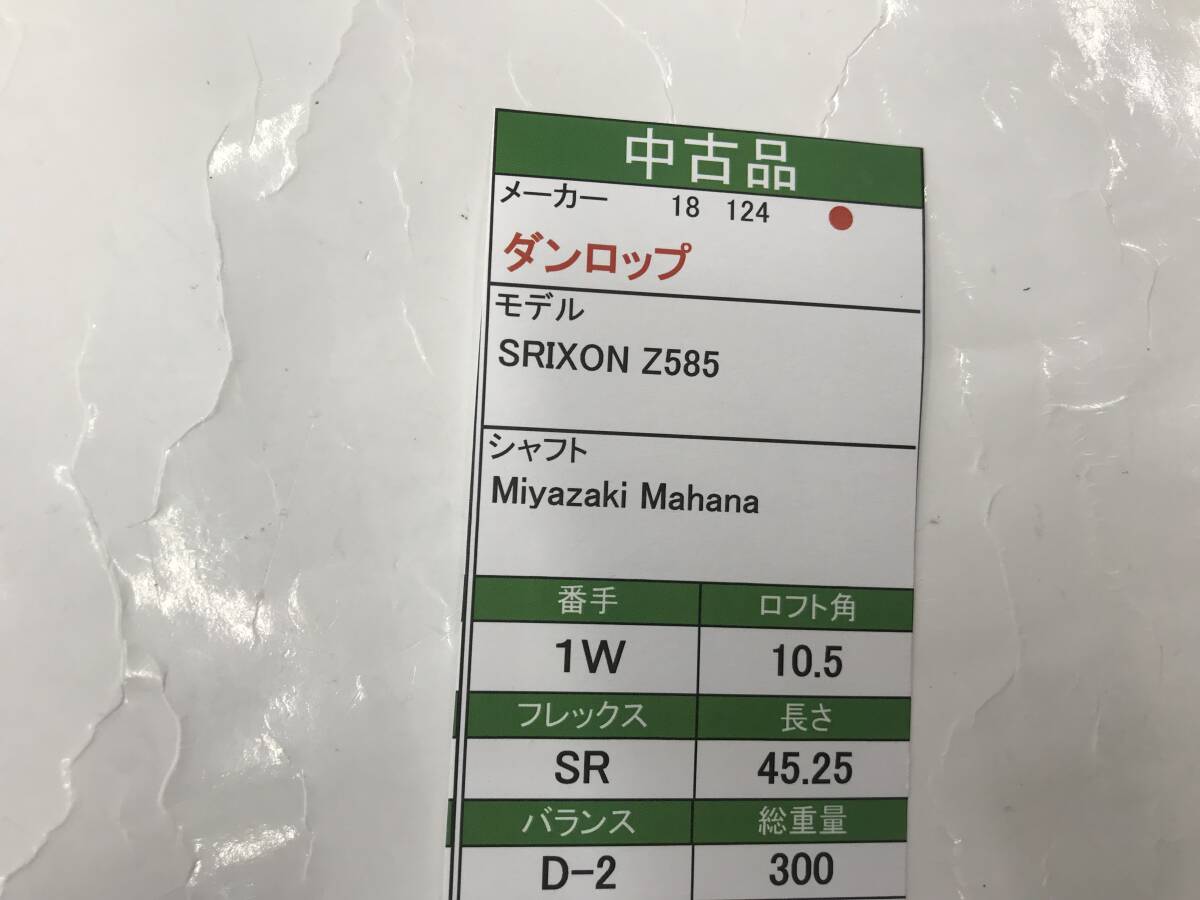 中古品
メーカー 18 124
ダンロップ
モデル
SRIXON Z585
シャフト
Miyazaki Mahana
番手 ロフト角
1W 10.5
フレックス 長さ
SR 45.25
バランス 総重量
D-2 300